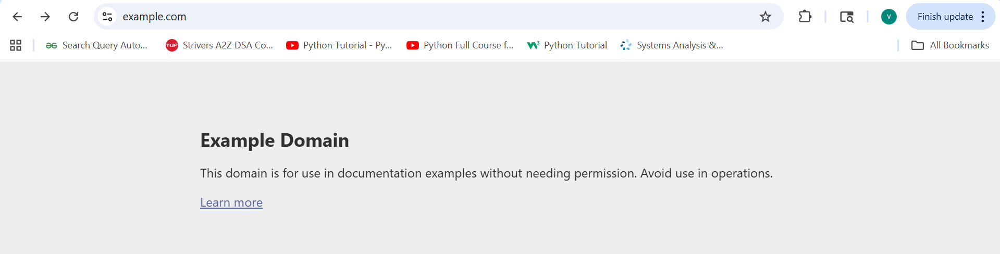 example.com
Finish update
V
Search Query Auto...
TUF Strivers A2Z DSA Co...
Python Tutorial - Py...
Python Full Course f...
W3 Python Tutorial
Systems Analysis &...
All Bookmarks
Example Domain
This domain is for use in documentation examples without needing permission. Avoid use in operations.
Learn more